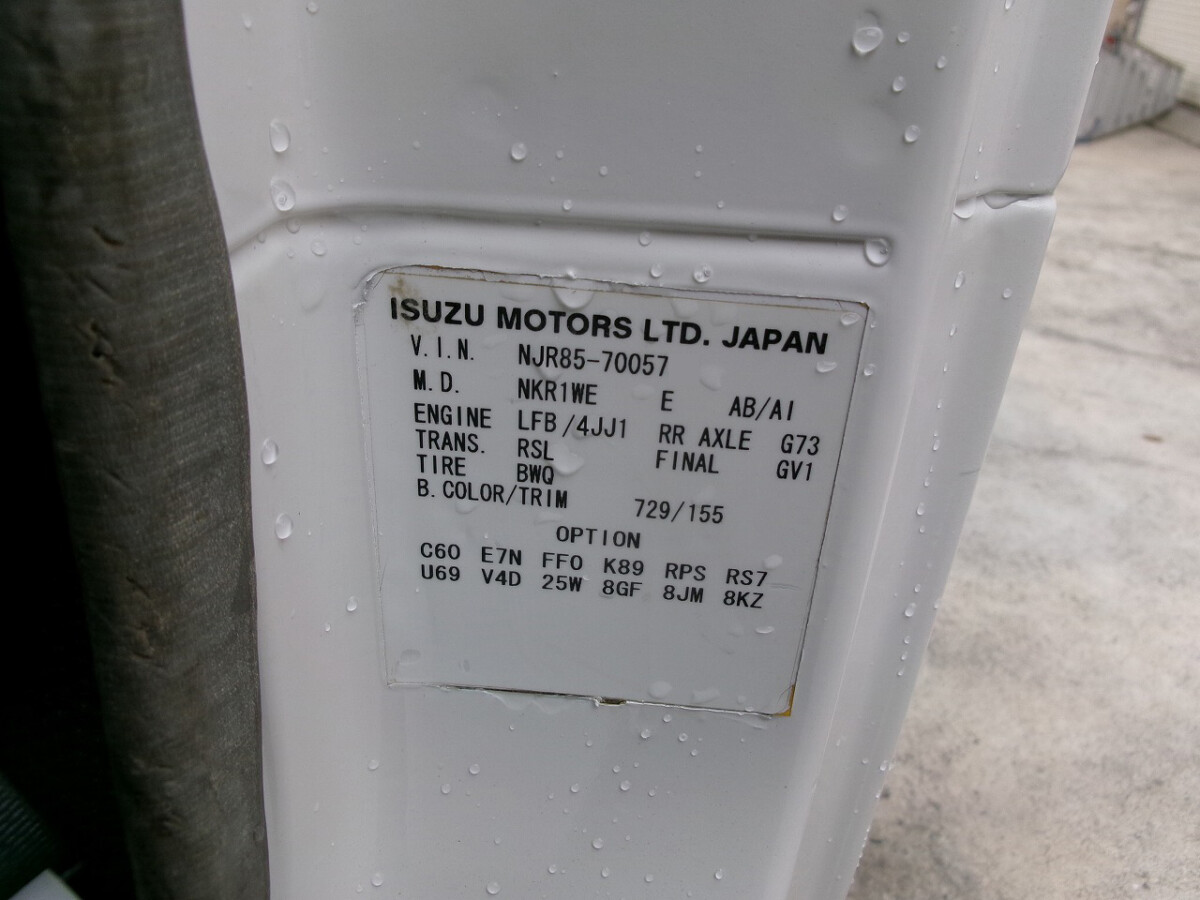 ISUZU MOTORS LTD. JAPAN
V.I.N. NJR85-70057
M.D. NKR1WE E AB/AI
ENGINE LFB/4JJ1 RR AXLE G73
TRANS. RSL FINAL GV1
TIRE BWQ
B.COLOR/TRIM 729/155
OPTION
C60 E7N FF0 K89 RPS RS7
U69 V4D 25W 8GF 8JM 8KZ